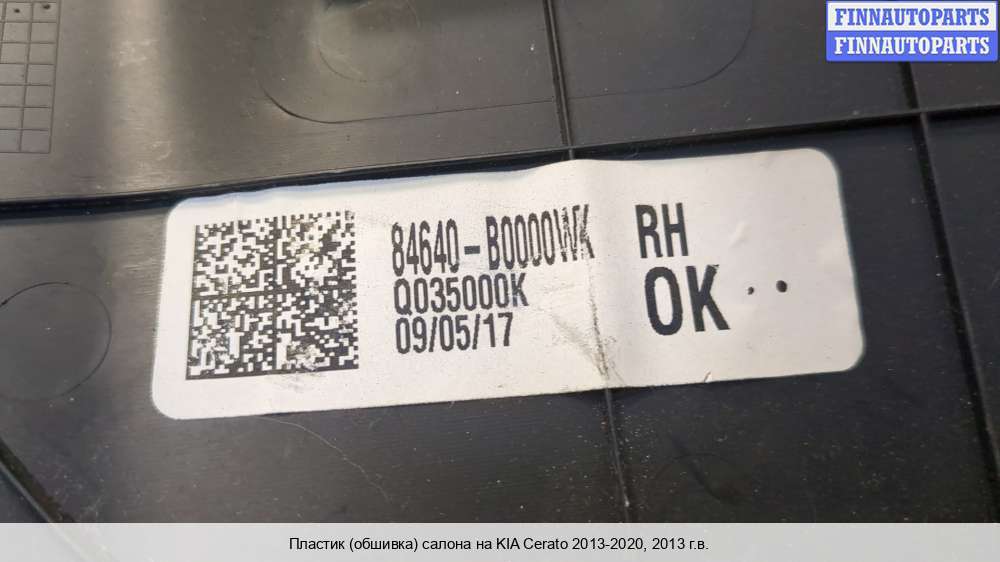 FINNAUTOPARTS
FINNAUTOPARTS
84640-B0000WK RH
Q035000K OK
09/05/17
Пластик (обшивка) салона на KIA Cerato 2013-2020, 2013 г.в.